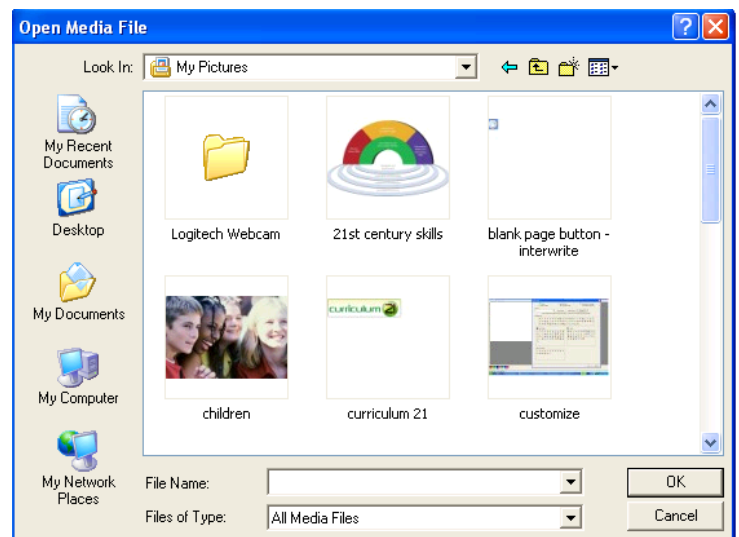 Open Media File
Look In: My Pictures
My Recent
Documents
Desktop
My Documents
My Computer
My Network
Places
Logitech Webcam
21st century skills
blank page button -
interwrite
curriculum 2
children
curriculum 21
customize
File Name:
OK
Files of Type: All Media Files
Cancel